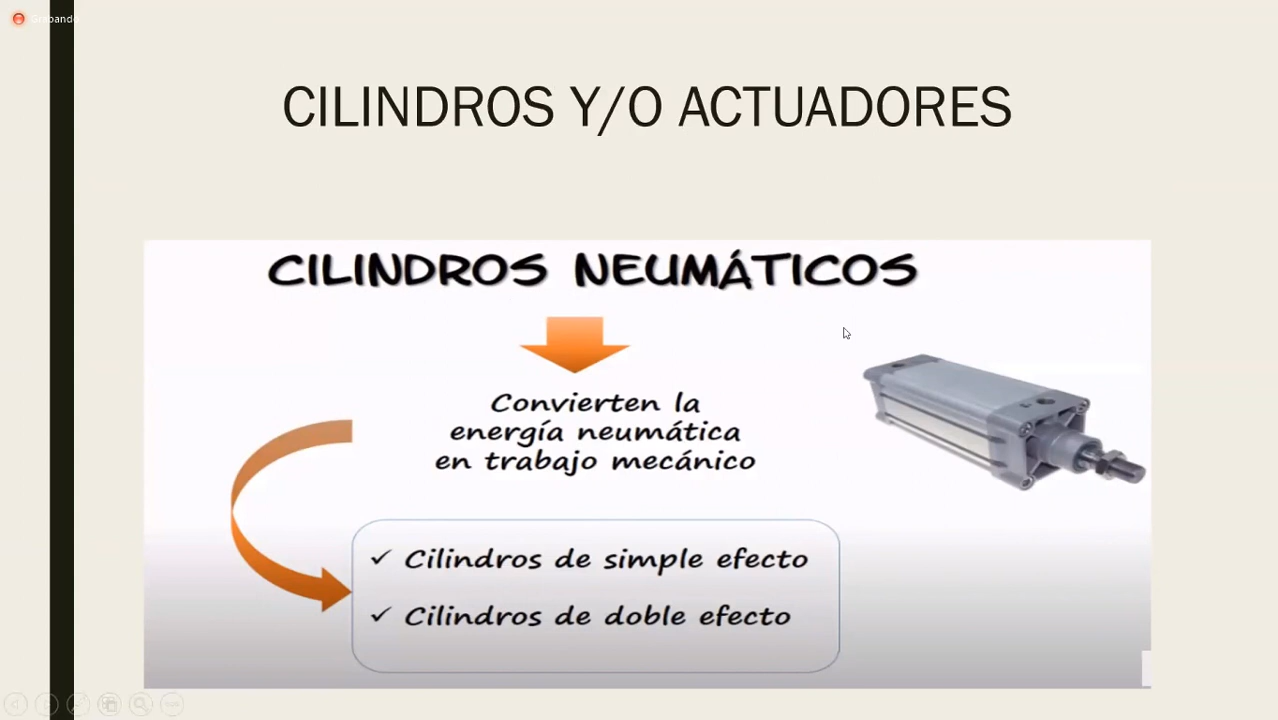 Grabando
CILINDROS Y/O ACTUADORES
CILINDROS NEUMÁTICOS
Convierten la
energía neumática
en trabajo mecánico
✓ Cilindros de simple efecto
✓ Cilindros de doble efecto